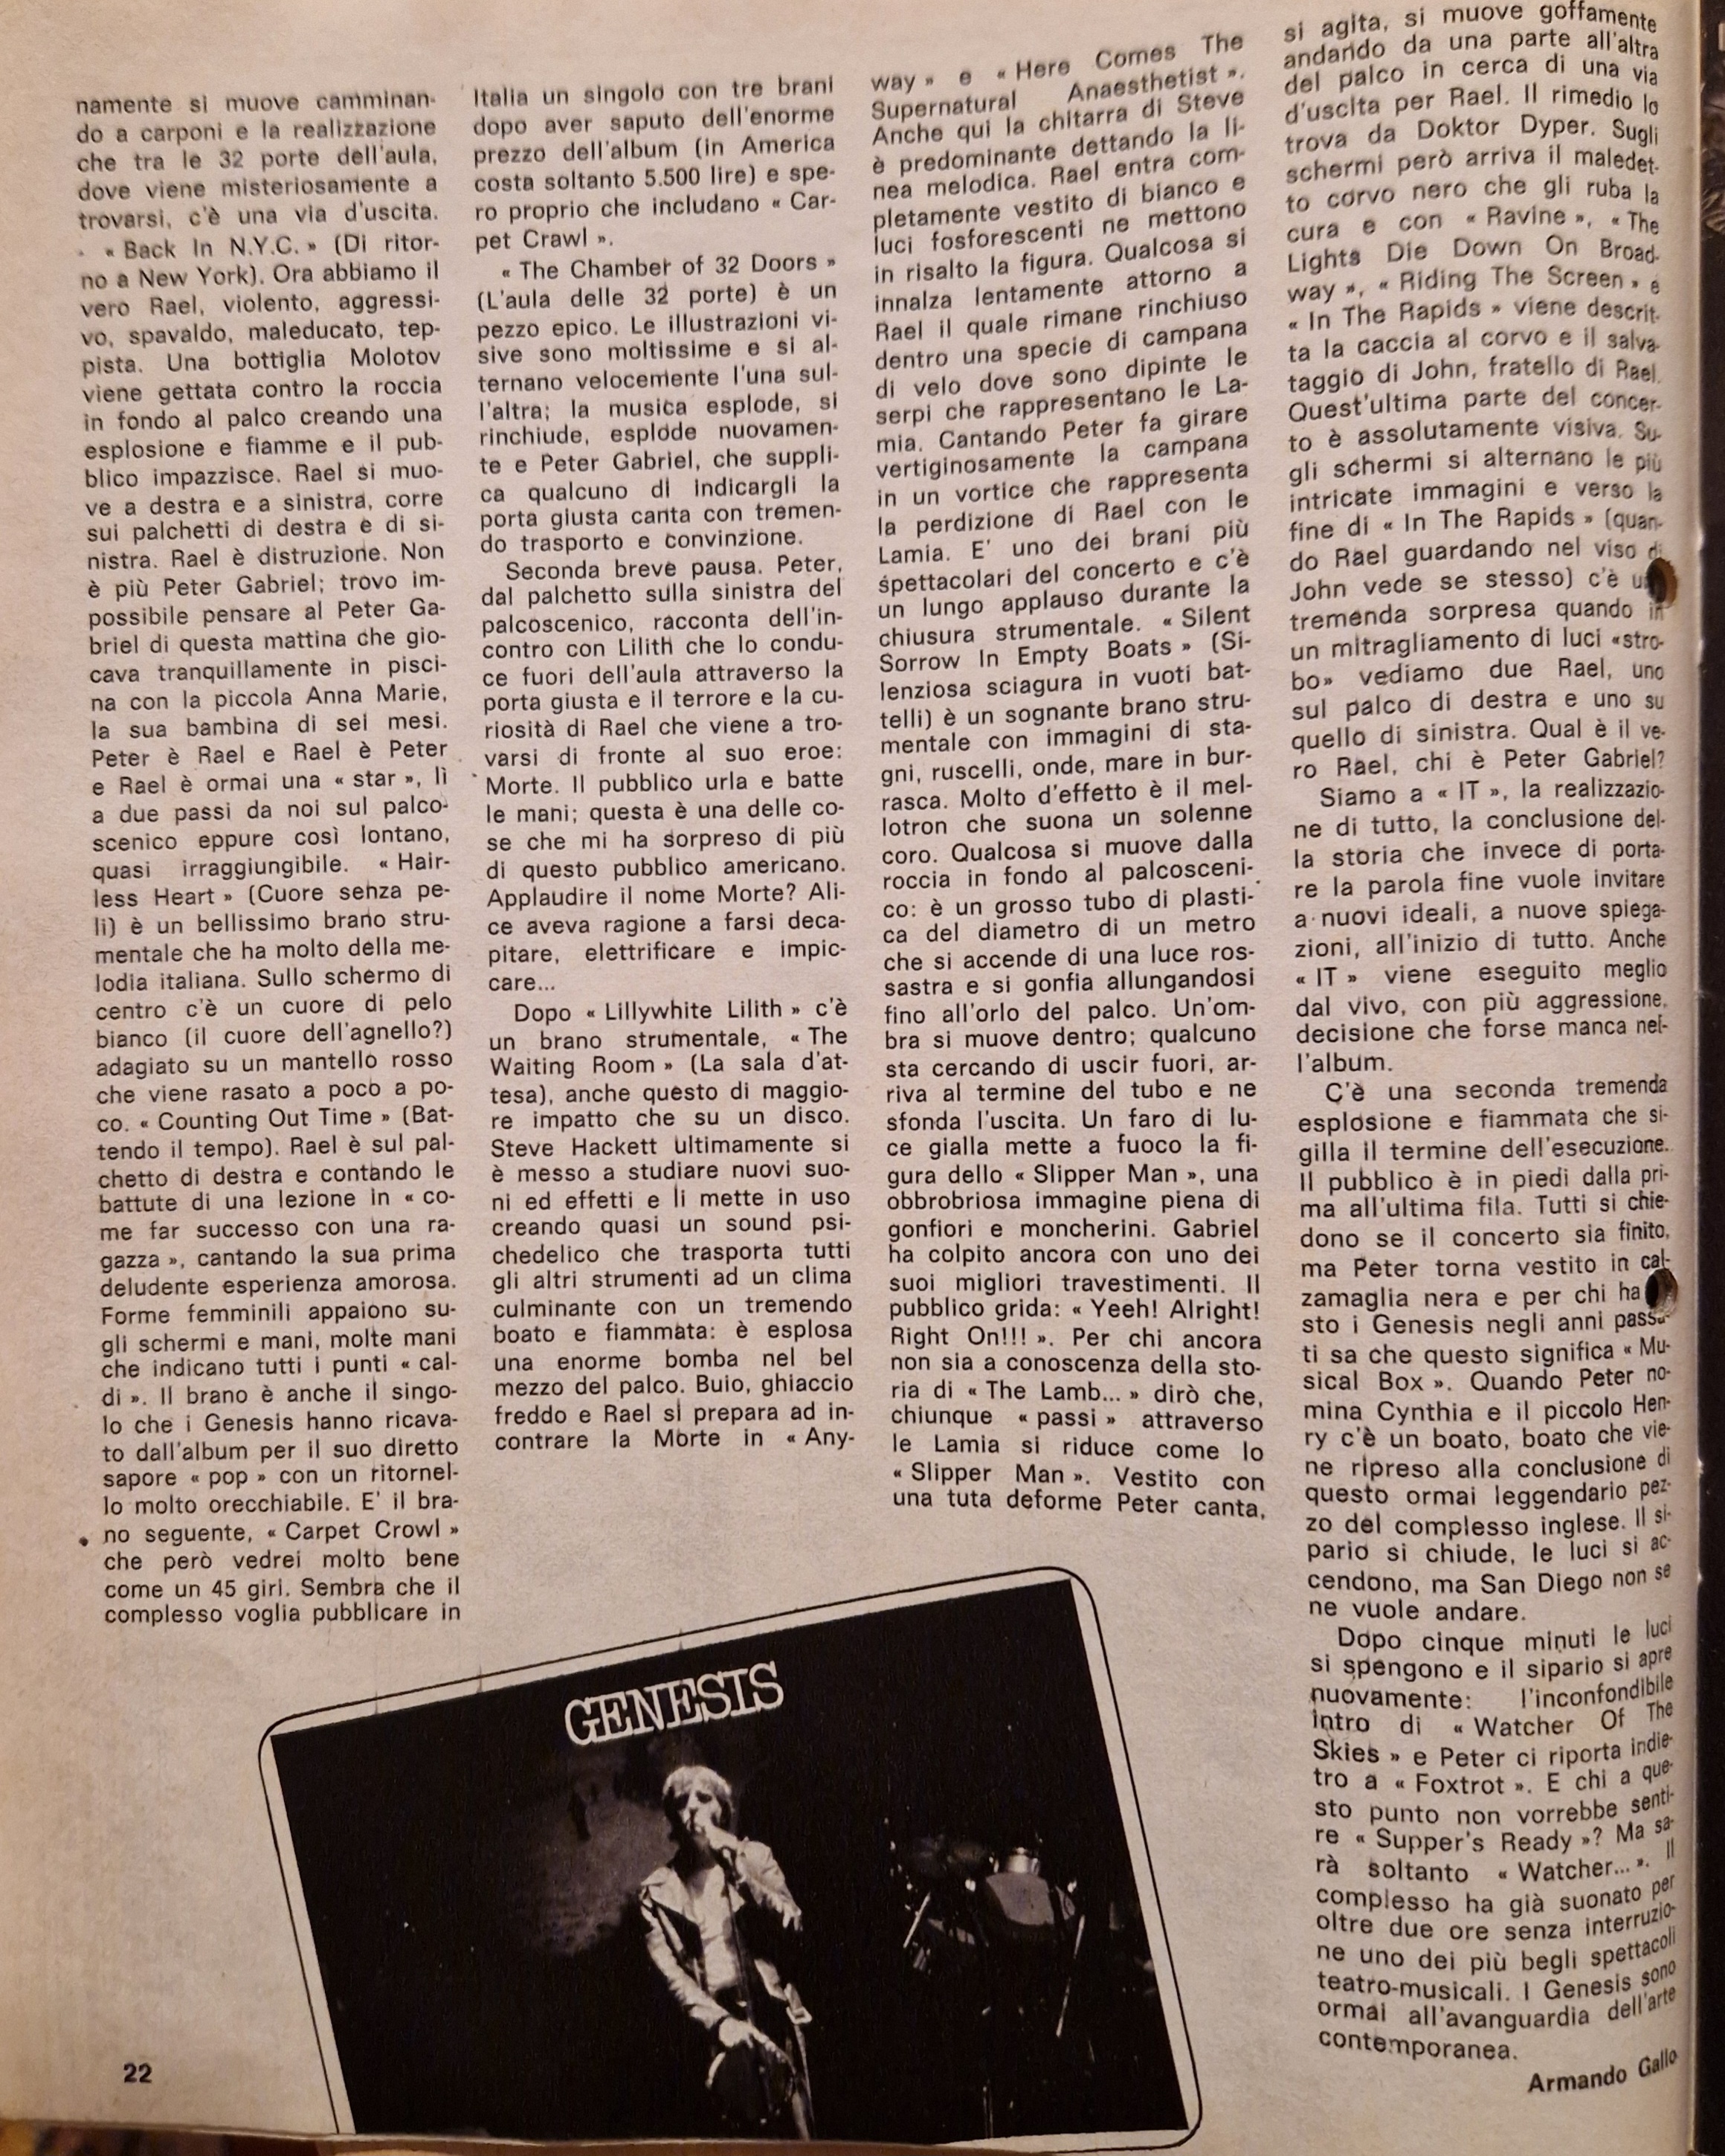 namente si muove camminan-
do a carponi e la realizzazione
che tra le 32 porte dell'aula,
dove viene misteriosamente a
trovarsi, c'è una via d'uscita.
« Back In N.Y.C. » (Di ritor-
no a New York). Ora abbiamo il
vero Rael, violento, aggressi-
vo, spavaldo, maleducato, tep-
pista. Una bottiglia Molotov
viene gettata contro la roccia
in fondo al palco creando una
esplosione e fiamme e il pub-
blico impazzisce. Rael si muo-
ve a destra e a sinistra, corre
sui palchetti di destra e di si-
nistra. Rael è distruzione. Non
è più Peter Gabriel; trovo im-
possibile pensare al Peter Ga-
briel di questa mattina che gio-
cava tranquillamente in pisci-
na con la piccola Anna Marie,
la sua bambina di sei mesi.
Peter è Rael e Rael è Peter
e Rael è ormai una « star », lì
a due passi da noi sul palco-
scenico eppure così lontano,
quasi irraggiungibile. « Hair-
less Heart » (Cuore senza pe-
li) è un bellissimo brano stru-
mentale che ha molto della me-
lodia italiana. Sullo schermo di
centro c'è un cuore di pelo
bianco (il cuore dell'agnello?)
adagiato su un mantello rosso
che viene rasato a poco a po-
co. « Counting Out Time » (Bat-
tendo il tempo). Rael è sul pal-
chetto di destra e contando le
battute di una lezione in « co-
me far successo con una ra-
gazza », cantando la sua prima
deludente esperienza amorosa.
Forme femminili appaiono su-
gli schermi e mani, molte mani
che indicano tutti i punti « cal-
di ». Il brano è anche il singo-
lo che i Genesis hanno ricava-
to dall'album per il suo diretto
sapore « pop » con un ritornel-
lo molto orecchiabile. E' il bra-
no seguente, « Carpet Crowl »
che però vedrei molto bene
come un 45 giri. Sembra che il
complesso voglia pubblicare in
Italia un singolo con tre brani
dopo aver saputo dell'enorme
prezzo dell'album (in America
costa soltanto 5.500 lire) e spe-
ro proprio che includano « Car-
pet Crawl ».
« The Chamber of 32 Doors »
(L'aula delle 32 porte) è un
pezzo epico. Le illustrazioni vi-
sive sono moltissime e si al-
ternano velocemente l'una sul-
l'altra; la musica esplode, si
rinchiude, esplode nuovamen-
te e Peter Gabriel, che suppli-
ca qualcuno di indicargli la
porta giusta canta con tremen-
do trasporto e convinzione.
Seconda breve pausa. Peter,
dal palchetto sulla sinistra del
palcoscenico, racconta dell'in-
contro con Lilith che lo condu-
ce fuori dell'aula attraverso la
porta giusta e il terrore e la cu-
riosità di Rael che viene a tro-
varsi di fronte al suo eroe:
Morte. Il pubblico urla e batte
le mani; questa è una delle co-
se che mi ha sorpreso di più
di questo pubblico americano.
Applaudire il nome Morte? Ali-
ce aveva ragione a farsi deca-
pitare, elettrificare e impic-
care...
Dopo « Lillywhite Lilith » c'è
un brano strumentale, « The
Waiting Room » (La sala d'at-
tesa), anche questo di maggio-
re impatto che su un disco.
Steve Hackett ultimamente si
è messo a studiare nuovi suo-
ni ed effetti e li mette in uso
creando quasi un sound psi-
chedelico che trasporta tutti
gli altri strumenti ad un clima
culminante con un tremendo
boato e fiammata: è esplosa
una enorme bomba nel bel
mezzo del palco. Buio, ghiaccio
freddo e Rael si prepara ad in-
contrare la Morte in « Any-
way » e « Here Comes The
Supernatural Anaesthetist ».
Anche qui la chitarra di Steve
è predominante dettando la li-
nea melodica. Rael entra com-
pletamente vestito di bianco e
luci fosforescenti ne mettono
in risalto la figura. Qualcosa si
innalza lentamente attorno a
Rael il quale rimane rinchiuso
dentro una specie di campana
di velo dove sono dipinte le
serpi che rappresentano le La-
mia. Cantando Peter fa girare
vertiginosamente la campana
in un vortice che rappresenta
la perdizione di Rael con le
Lamia. E' uno dei brani più
spettacolari del concerto e c'è
un lungo applauso durante la
chiusura strumentale. « Silent
Sorrow In Empty Boats » (Si-
lenziosa sciagura in vuoti bat-
telli) è un sognante brano stru-
mentale con immagini di sta-
gni, ruscelli, onde, mare in bur-
rasca. Molto d'effetto è il mel-
lotron che suona un solenne
coro. Qualcosa si muove dalla
roccia in fondo al palcosceni-
co: è un grosso tubo di plasti-
ca del diametro di un metro
che si accende di una luce ros-
sastra e si gonfia allungandosi
fino all'orlo del palco. Un'om-
bra si muove dentro; qualcuno
sta cercando di uscir fuori, ar-
riva al termine del tubo e ne
sfonda l'uscita. Un faro di lu-
ce gialla mette a fuoco la fi-
gura dello « Slipper Man », una
obbrobriosa immagine piena di
gonfiori e moncherini. Gabriel
ha colpito ancora con uno dei
suoi migliori travestimenti. Il
pubblico grida: « Yeeh! Alright!
Right On!!! ». Per chi ancora
non sia a conoscenza della sto-
ria di « The Lamb... » dirò che,
chiunque « passi » attraverso
le Lamia si riduce come lo
« Slipper Man ». Vestito con
una tuta deforme Peter canta,
si agita, si muove goffamente
andando da una parte all'altra
del palco in cerca di una via
d'uscita per Rael. Il rimedio lo
trova da Doktor Dyper. Sugli
schermi però arriva il maledet-
to corvo nero che gli ruba la
cura e con « Ravine », « The
Lights Die Down On Broad-
way », « Riding The Screen » e
« In The Rapids » viene descrit-
ta la caccia al corvo e il salva-
taggio di John, fratello di Rael.
Quest'ultima parte del concer-
to è assolutamente visiva. Su-
gli schermi si alternano le più
intricate immagini e verso la
fine di « In The Rapids » (quan-
do Rael guardando nel viso di
John vede se stesso) c'è
tremenda sorpresa quando in
un mitragliamento di luci «stro-
bo» vediamo due Rael, uno
sul palco di destra e uno su
quello di sinistra. Qual è il ve-
ro Rael, chi è Peter Gabriel?
Siamo a « IT », la realizzazio-
ne di tutto, la conclusione del-
la storia che invece di porta-
re la parola fine vuole invitare
a nuovi ideali, a nuove spiega-
zioni, all'inizio di tutto. Anche
« IT » viene eseguito meglio
dal vivo, con più aggressione,
decisione che forse manca nel-
l'album.
C'è una seconda tremenda
esplosione e fiammata che si-
gilla il termine dell'esecuzione.
Il pubblico è in piedi dalla pri-
ma all'ultima fila. Tutti si chie-
dono se il concerto sia finito,
ma Peter torna vestito in cal-
zamaglia nera e per chi ha
sto i Genesis negli anni passa-
ti sa che questo significa « Mu-
sical Box ». Quando Peter no-
mina Cynthia e il piccolo Hen-
ry c'è un boato, boato che vie-
ne ripreso alla conclusione di
questo ormai leggendario pez-
zo del complesso inglese. Il si-
pario si chiude, le luci si ac-
cendono, ma San Diego non se
ne vuole andare.
Dopo cinque minuti le luci
si spengono e il sipario si apre
nuovamente: l'inconfondibile
intro di « Watcher Of The
Skies » e Peter ci riporta indie-
tro a « Foxtrot ». E chi a que-
sto punto non vorrebbe senti-
re « Supper's Ready »? Ma sa-
rà soltanto « Watcher... ». Il
complesso ha già suonato per
oltre due ore senza interruzio-
ne uno dei più begli spettacoli
teatro-musicali. I Genesis sono
ormai all'avanguardia dell'arte
contemporanea.
Armando Gallo
GENESIS
22